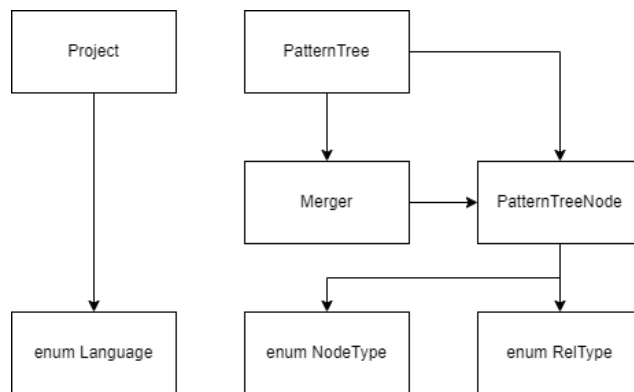 Project
PatternTree
Merger
PatternTreeNode
enum Language
enum NodeType
enum RelType